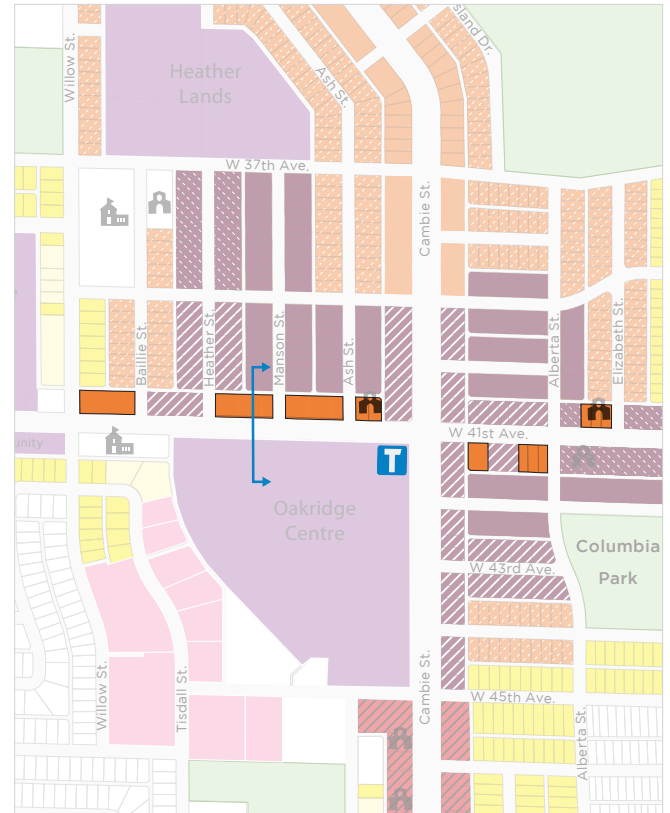 Willow St.
Heather
Lands
Ash St.
sland Dr.
W 37th Ave.
Cambie St.
Baillie St.
Heather St.
Manson St.
Ash St.
Alberta St.
Elizabeth St.
W 41st Ave.
unity
T
Oakridge
Centre
Columbia
Park
W 43rd Ave.
Willow St.
Tisdall St.
Cambie St.
W 45th Ave.
Alberta St.